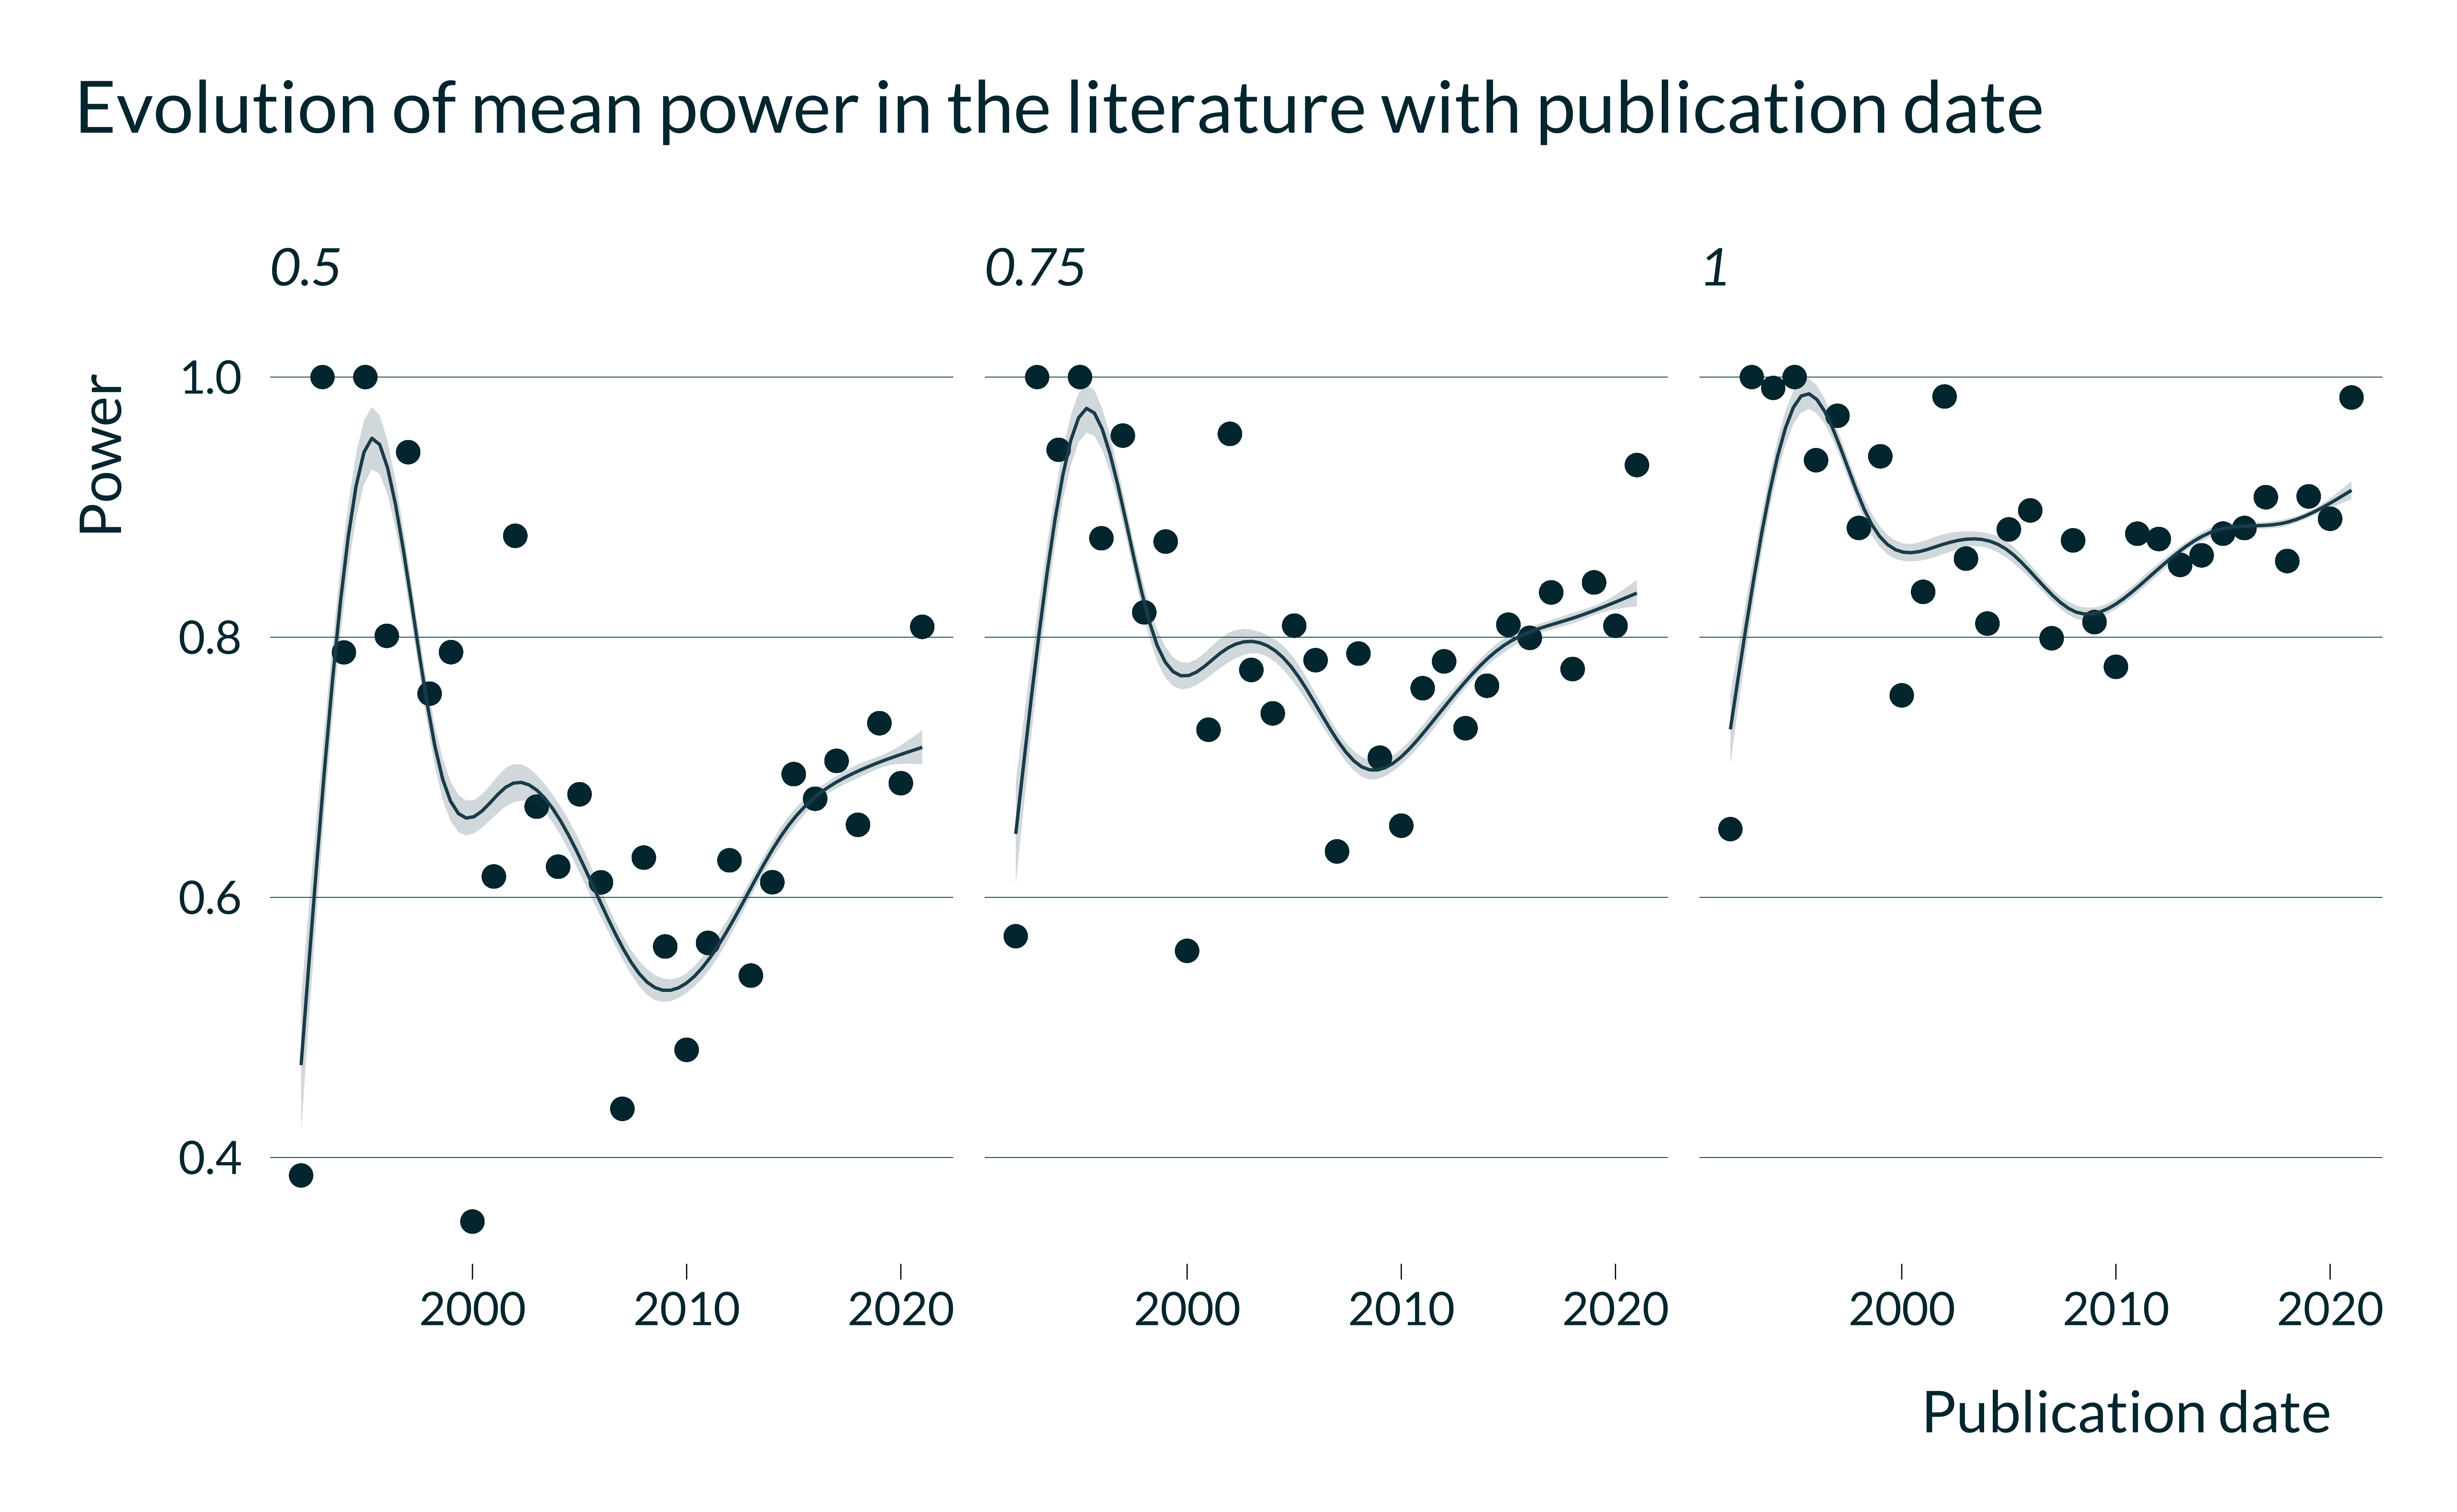 Evolution of mean power in the literature with publication date
0.5 0.75 1
Power
1.0
0.8
0.6
0.4
2000 2010 2020 2000 2010 2020 2000 2010 2020
Publication date